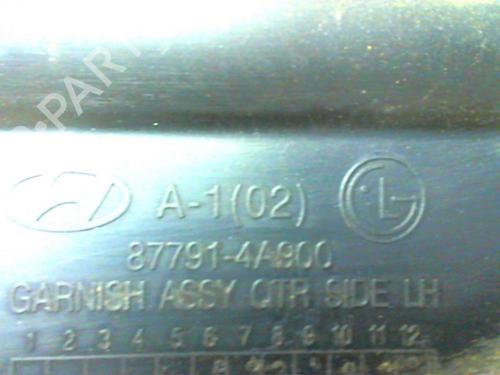 A-1(02)
87791-4A900
GARNISH ASSY QTR SIDE LH
1 2 3 4 5 6 7 8 9 10 11 12